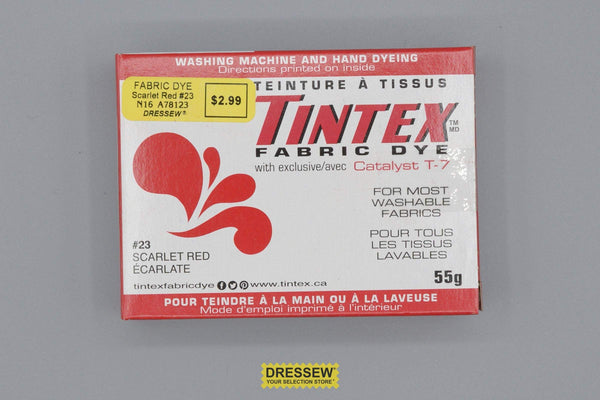 WASHING MACHINE AND HAND DYEING
Directions printed on inside
FABRIC DYE
Scarlet Red #23
N16 A78123
DRESSEW®
$2.99
TEINTURE À TISSUS
TINTEX TM MD
FABRIC DYE
with exclusive/avec Catalyst T-7
FOR MOST
WASHABLE
FABRICS
POUR TOUS
LES TISSUS
LAVABLES
#23
SCARLET RED
ÉCARLATE
tintexfabricdye www.tintex.ca
55g
POUR TEINDRE À LA MAIN OU À LA LAVEUSE
Mode d'emploi imprimé à l'intérieur
DRESSEW®
YOUR SELECTION STORE®